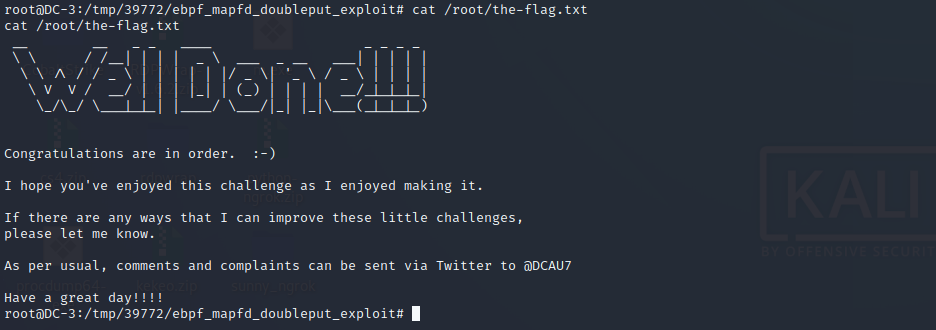 root@DC-3:/tmp/39772/ebpf_mapfd_doubleput_exploit# cat /root/the-flag.txt
cat /root/the-flag.txt
Well Done!!!!
Congratulations are in order.  :-)
I hope you've enjoyed this challenge as I enjoyed making it.
If there are any ways that I can improve these little challenges,
please let me know.
As per usual, comments and complaints can be sent via Twitter to @DCAU7
Have a great day!!!!
root@DC-3:/tmp/39772/ebpf_mapfd_doubleput_exploit#
KALI
BY OFFENSIVE SECURIT